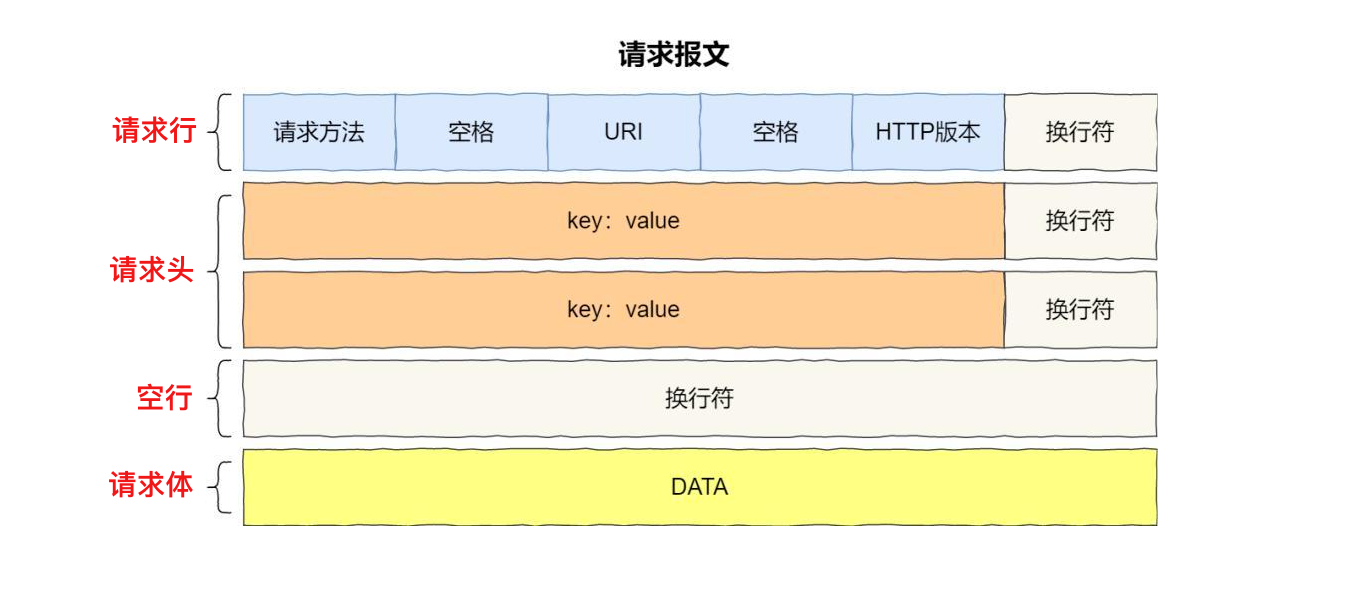 请求报文
请求行 请求方法 空格 URI 空格 HTTP版本 换行符
key：value 换行符
请求头
key：value 换行符
空行 换行符
请求体 DATA